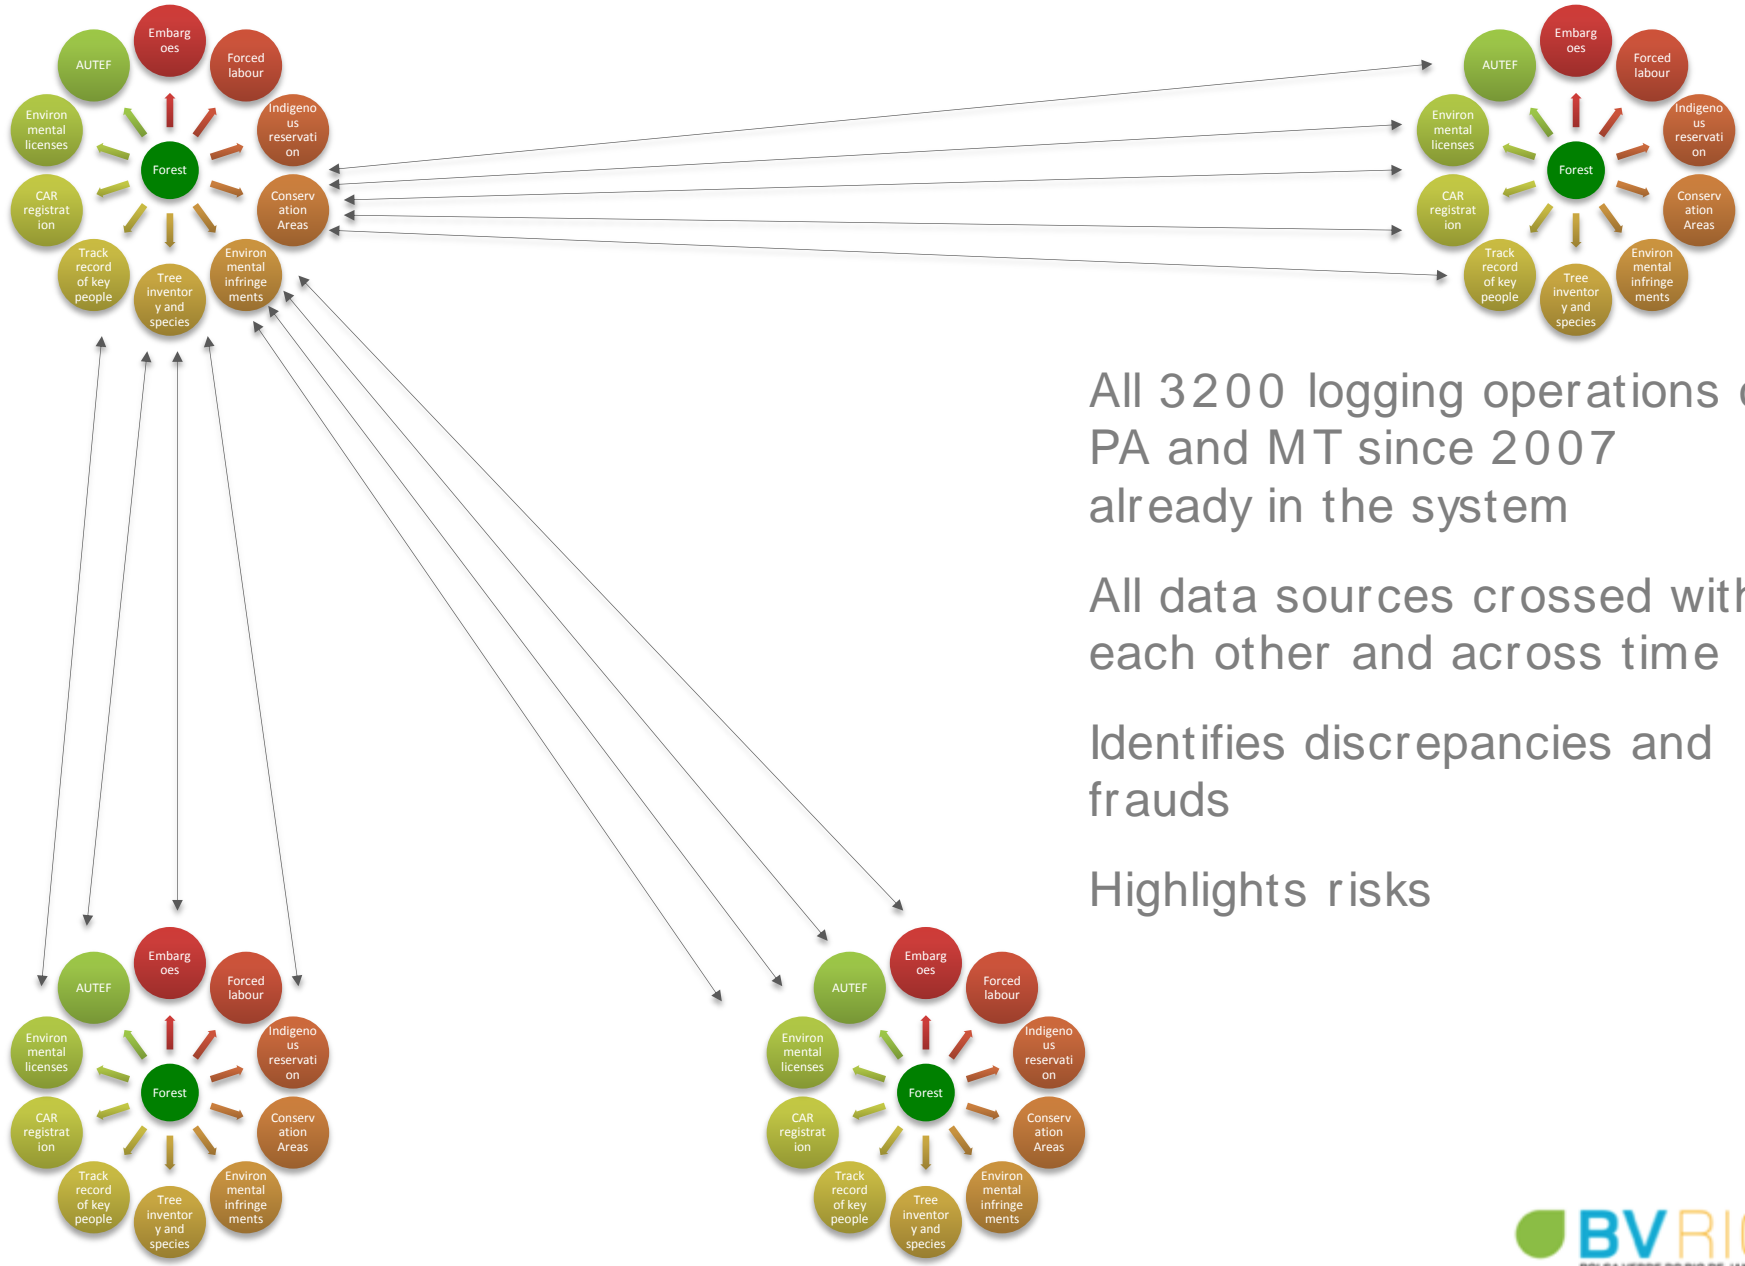 Embarg
oes
Forced
labour
Indigeno
us
reservati
on
Conserv
ation
Areas
Environ
mental
infringe
ments
Tree
inventor
y and
species
Track
record
of key
people
CAR
registrat
ion
Environ
mental
licenses
AUTEF
Forest
Embarg
oes
Forced
labour
Indigeno
us
reservati
on
Conserv
ation
Areas
Environ
mental
infringe
ments
Tree
inventor
y and
species
Track
record
of key
people
CAR
registrat
ion
Environ
mental
licenses
AUTEF
Forest
All 3200 logging operations
PA and MT since 2007
already in the system
All data sources crossed with
each other and across time
Identifies discrepancies and
frauds
Highlights risks
Embarg
oes
Forced
labour
Indigeno
us
reservati
on
Conserv
ation
Areas
Environ
mental
infringe
ments
Tree
inventor
y and
species
Track
record
of key
people
CAR
registrat
ion
Environ
mental
licenses
AUTEF
Forest
Embarg
oes
Forced
labour
Indigeno
us
reservati
on
Conserv
ation
Areas
Environ
mental
infringe
ments
Tree
inventor
y and
species
Track
record
of key
people
CAR
registrat
ion
Environ
mental
licenses
AUTEF
Forest
BVRIO